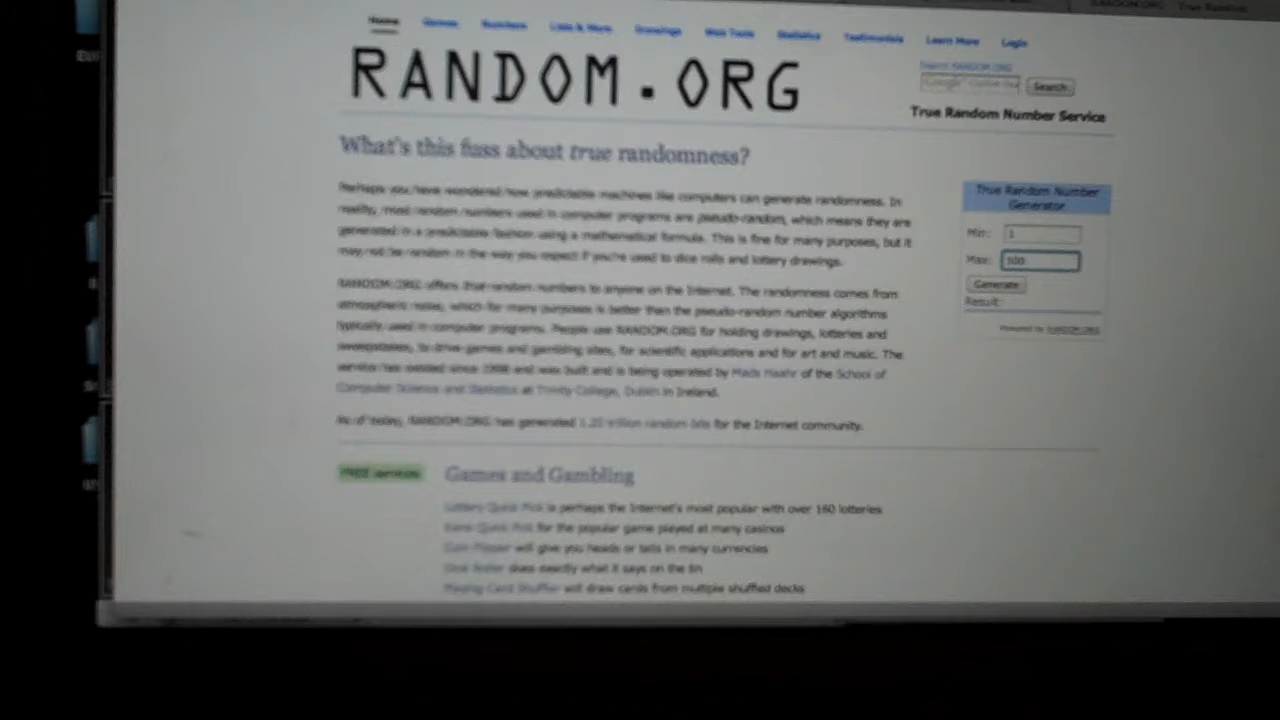 RANDOM.ORG True Random
Home Games Numbers Lists & More Drawings Web Tools Statistics Testimonials Learn More Login
RANDOM.ORG
Search RANDOM.ORG
Google Search
True Random Number Service
What's this fuss about true randomness?
Perhaps you have wondered how predictable machines like computers can generate randomness. In
reality, most random numbers used in computer programs are pseudo-random, which means they are
generated in a predictable fashion using a mathematical formula. This is fine for many purposes, but it
may not be random in the way you expect if you're used to dice rolls and lottery drawings.
RANDOM.ORG offers true random numbers to anyone on the Internet. The randomness comes from
atmospheric noise, which for many purposes is better than the pseudo-random number algorithms
typically used in computer programs. People use RANDOM.ORG for holding drawings, lotteries and
sweepstakes, to drive games and gambling sites, for scientific applications and for art and music. The
service has existed since 1998 and was built and is being operated by Mads Haahr of the School of
Computer Science and Statistics at Trinity College, Dublin in Ireland.
As of today, RANDOM.ORG has generated trillion random bits for the Internet community.
True Random Number
Generator
Min: 1
Max: 100
Generate
Result:
Powered by RANDOM.ORG
FREE services
Games and Gambling
Lottery Quick Pick is perhaps the Internet's most popular with over 160 lotteries
Keno Quick Pick for the popular game played at many casinos
Coin Flipper will give you heads or tails in many currencies
Dice Roller does exactly what it says on the tin
Playing Card Shuffler will draw cards from multiple shuffled decks